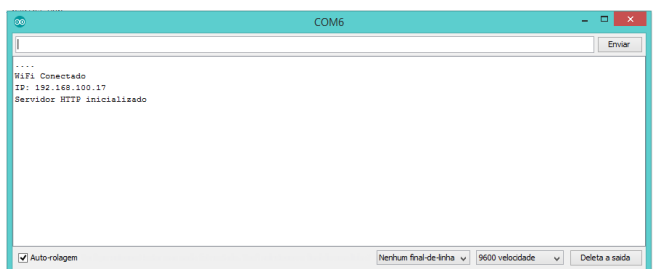 COM6
Enviar
....
WiFi Conectado
IP: 192.168.100.17
Servidor HTTP inicializado
Auto-rolagem
Nenhum final-de-linha
9600 velocidade
Deleta a saida